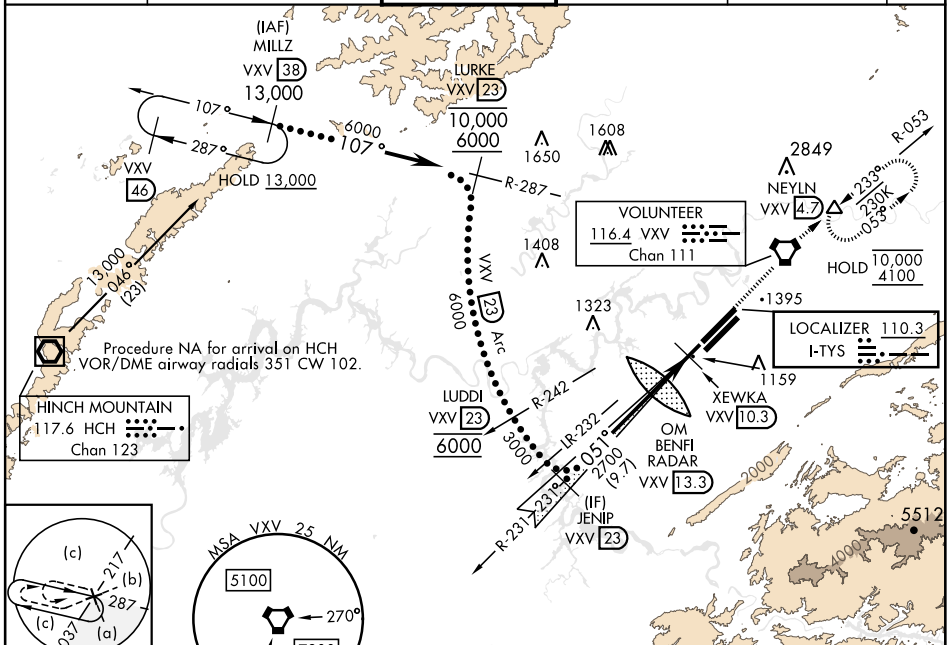 (IAF)
MILLZ
VXV 38
13,000
LURKE
VXV 23
10,000
6000
107°
6000
107°
287°
VXV
46
HOLD 13,000
R-287
1650
1608
2849
R-053
NEYLN
VXV 4.7
233°
230K
053°
VOLUNTEER
116.4 VXV
Chan 111
HOLD 10,000
4100
1408
13,000
046°
(23)
VXV
23
Arc
6000
1323
1395
LOCALIZER 110.3
I-TYS
Procedure NA for arrival on HCH
VOR/DME airway radials 351 CW 102.
HINCH MOUNTAIN
117.6 HCH
Chan 123
1159
XEWKA
VXV 10.3
LUDDI
VXV 23
6000
R-242
3000
LR-232
051°
2700
(9.7)
OM
BENFI
RADAR
VXV 13.3
231°
R-231
(IF)
JENIP
VXV 23
2000
5512
4000
(c)
217
(b)
287
(c)
037
(a)
MSA VXV 25 NM
5100
270°